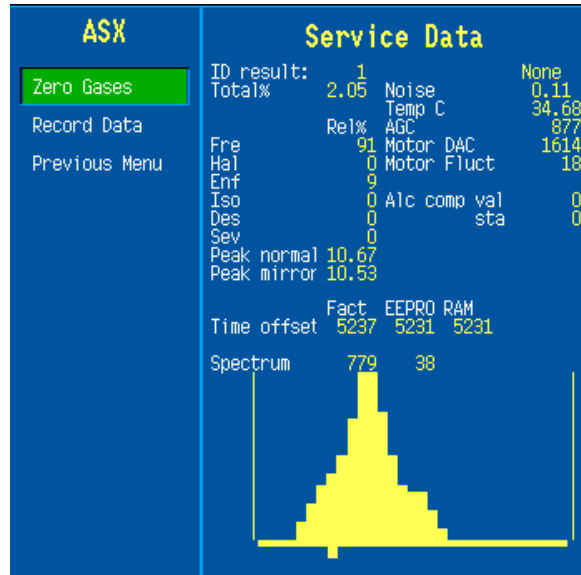 ASX
Zero Gases
Record Data
Previous Menu
Service Data
ID result: 1 None
Total% 2.05 Noise 0.11
Temp C 34.68
Rel% AGC 877
Fre 91 Motor DAC 1614
Hal 0 Motor Fluct 18
Enf 9
Iso 0 Alc comp val 0
Des 0 sta 0
Sev 0
Peak normal 10.67
Peak mirror 10.53
Fact EEPRO RAM
Time offset 5237 5231 5231
Spectrum 779 38